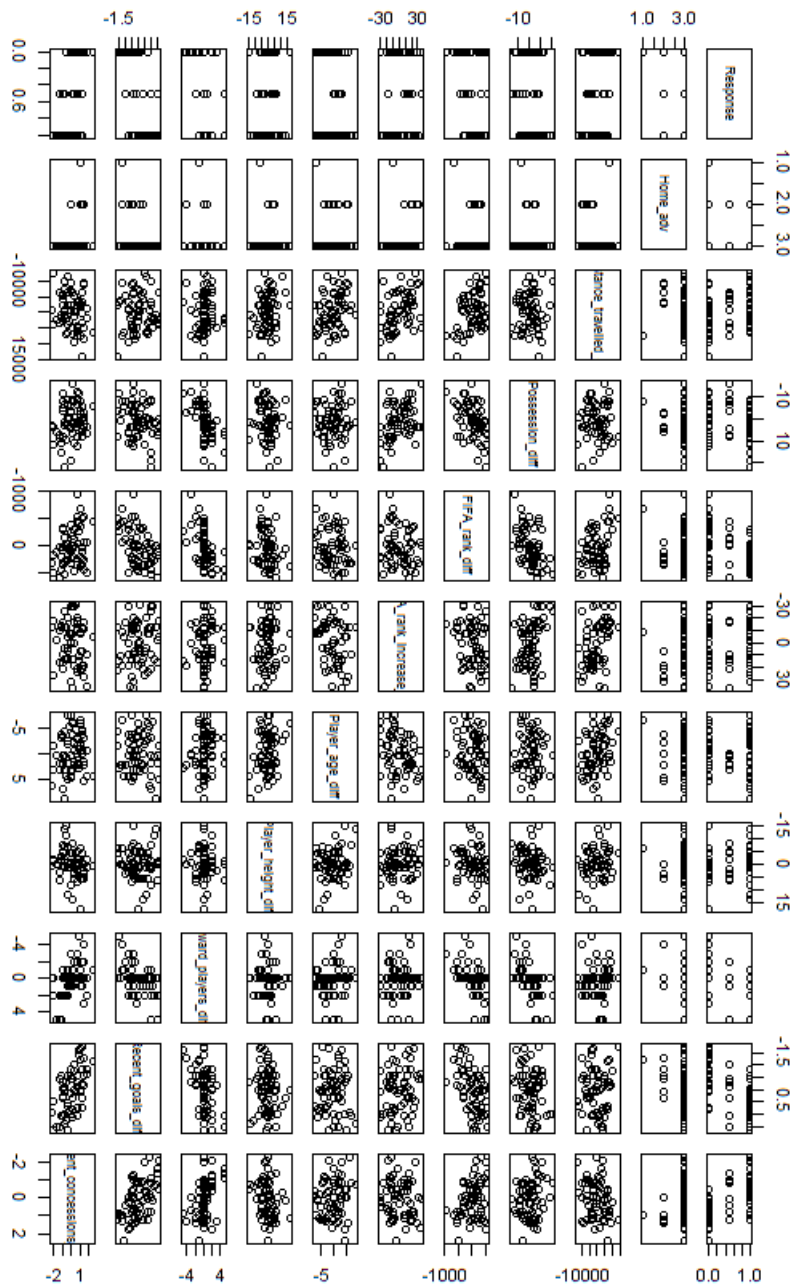 -1.5 -15 15 -30 30 -10 1.0 3.0
Response
Home_adv
tance_travelled
Possession_diff
FIFA_rank_diff
A_rank_increase
Player_age_diff
layer_height_dif
ward_players_di
Recent_goals_dif
ent_concessions
1.0 2.0 3.0
-10 10
-30 0 30
-15 0 15
-1.5 0.5
0.0 0.6
-10000 15000
-1000 0
-5 5
-4 0 4
-2 0 2
-2 1 -4 4 -5 -1000 -10000 0.0 1.0